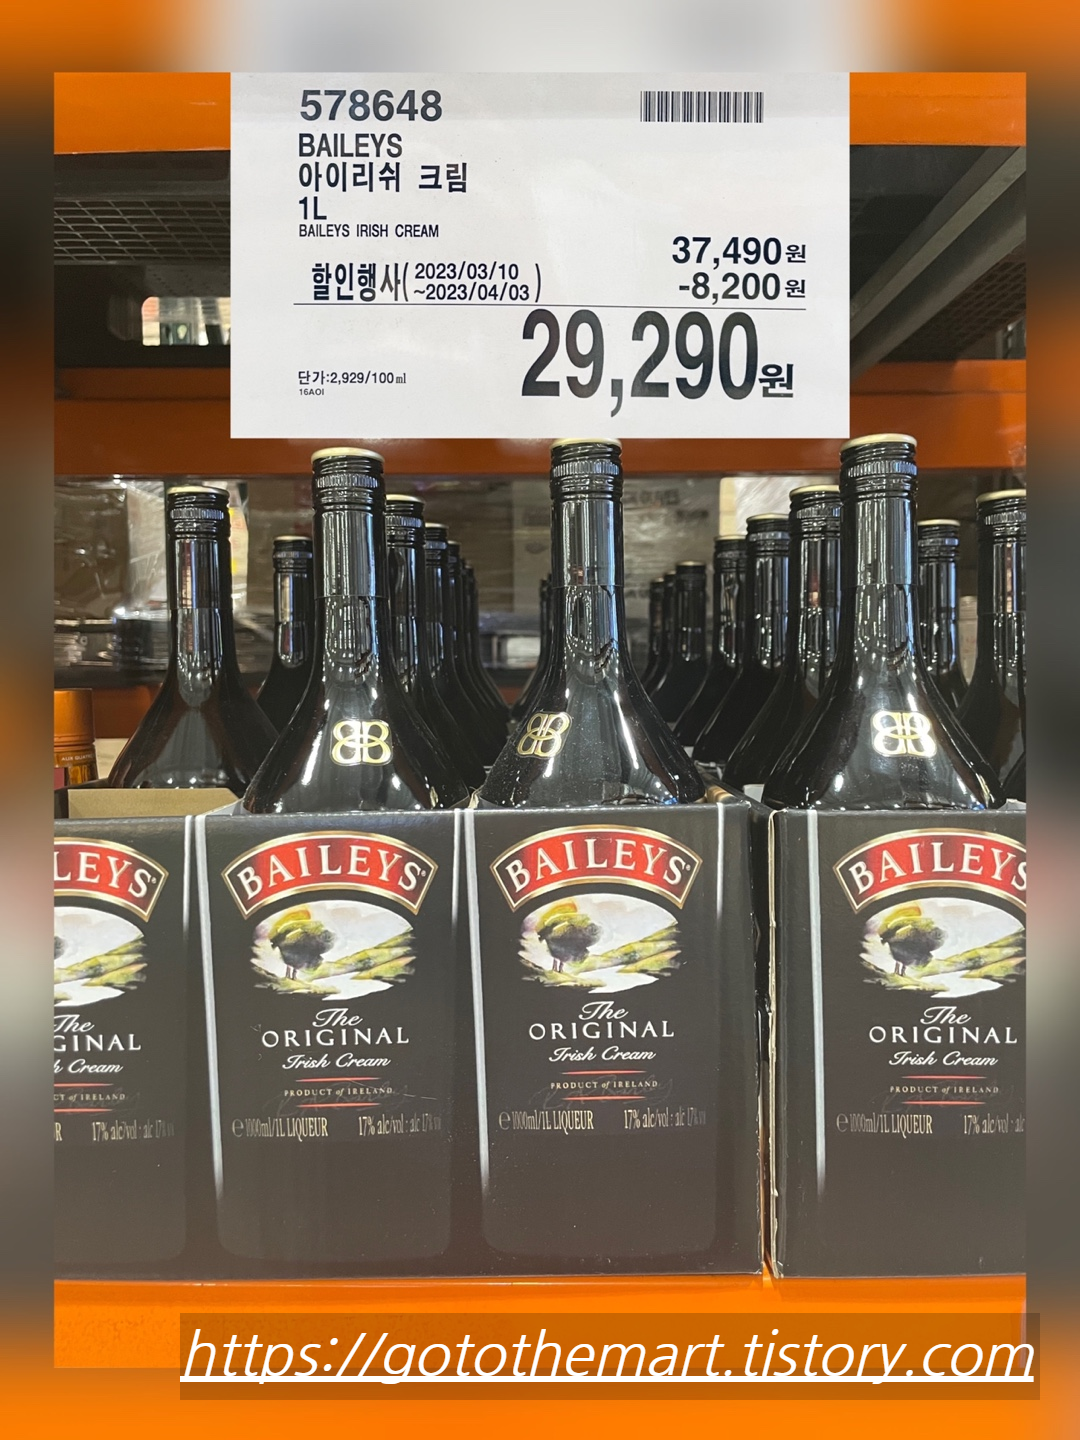 578648
BAILEYS
아이리쉬 크림
1L
BAILEYS IRISH CREAM
37,490원
할인행사( 2023/03/10 ~2023/04/03 )
-8,200원
29,290원
단가:2,929/100㎖
16AOI
LEYS
The
GINAL
Cream
BAILEYS
The
ORIGINAL
Irish Cream
PRODUCT of IRELAND
℮1000ml/1L LIQUEUR 17% alc/vol
BAILEYS
The
ORIGINAL
Irish Cream
PRODUCT of IRELAND
℮1000ml/1L LIQUEUR 17% alc/vol
BAILEYS
The
ORIGINAL
Irish Cream
PRODUCT of IRELAND
℮1000ml/1L LIQUEUR 17% alc/vol
https://gotothemart.tistory.com